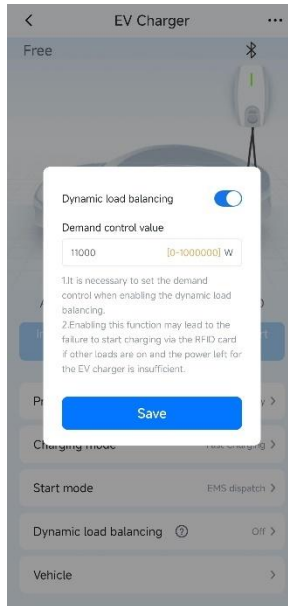 EV Charger
Free
Dynamic load balancing
Demand control value
11000 [0-1000000] W
1.It is necessary to set the demand
control when enabling the dynamic load
balancing.
2.Enabling this function may lead to the
failure to start charging via the RFID card
if other loads are on and the power left for
the EV charger is insufficient.
Save
Charging mode
Start mode EMS dispatch
Dynamic load balancing Off
Vehicle